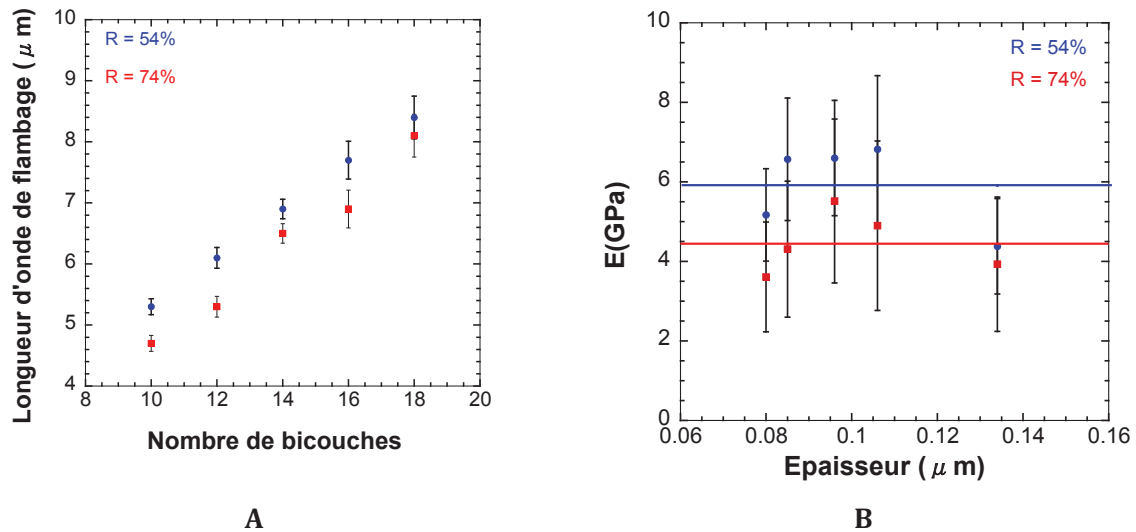 10
9
8
7
6
5
4
R = 54%
R = 74%
Longueur d'onde de flambage ( μ m)
8
10
12
14
16
18
20
Nombre de bicouches
A
10
8
6
4
2
0
R = 54%
R = 74%
E(GPa)
0.06
0.08
0.1
0.12
0.14
0.16
Epaisseur ( μ m)
B